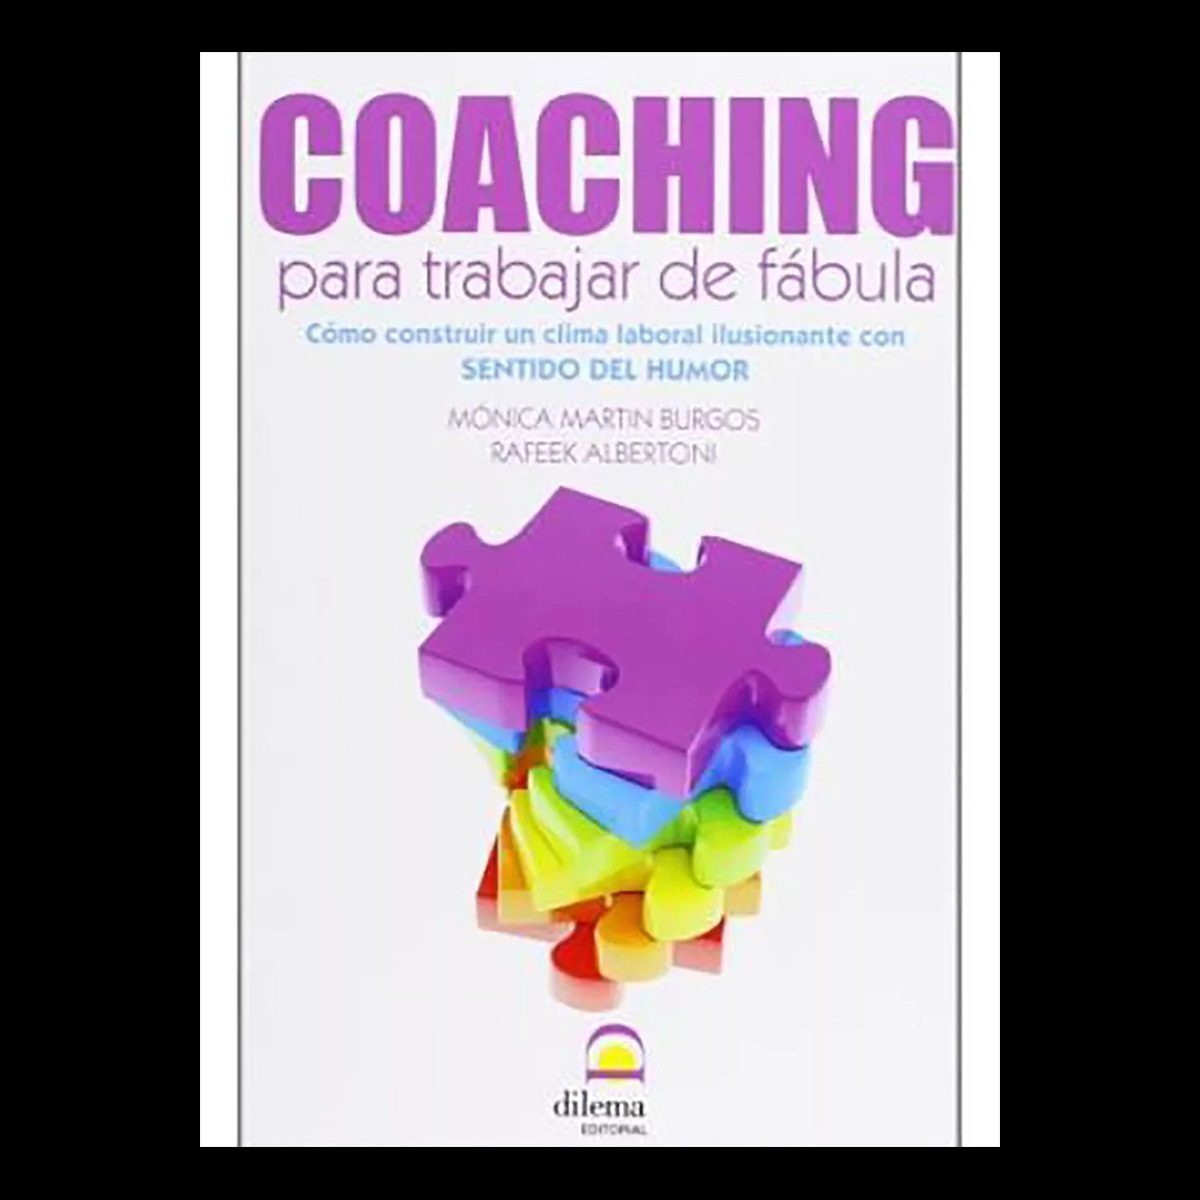 COACHING
para trabajar de fábula
Cómo construir un clima laboral ilusionante con
SENTIDO DEL HUMOR
MÓNICA MARTIN BURGOS
RAFEEK ALBERTONI
D
dilema
EDITORIAL